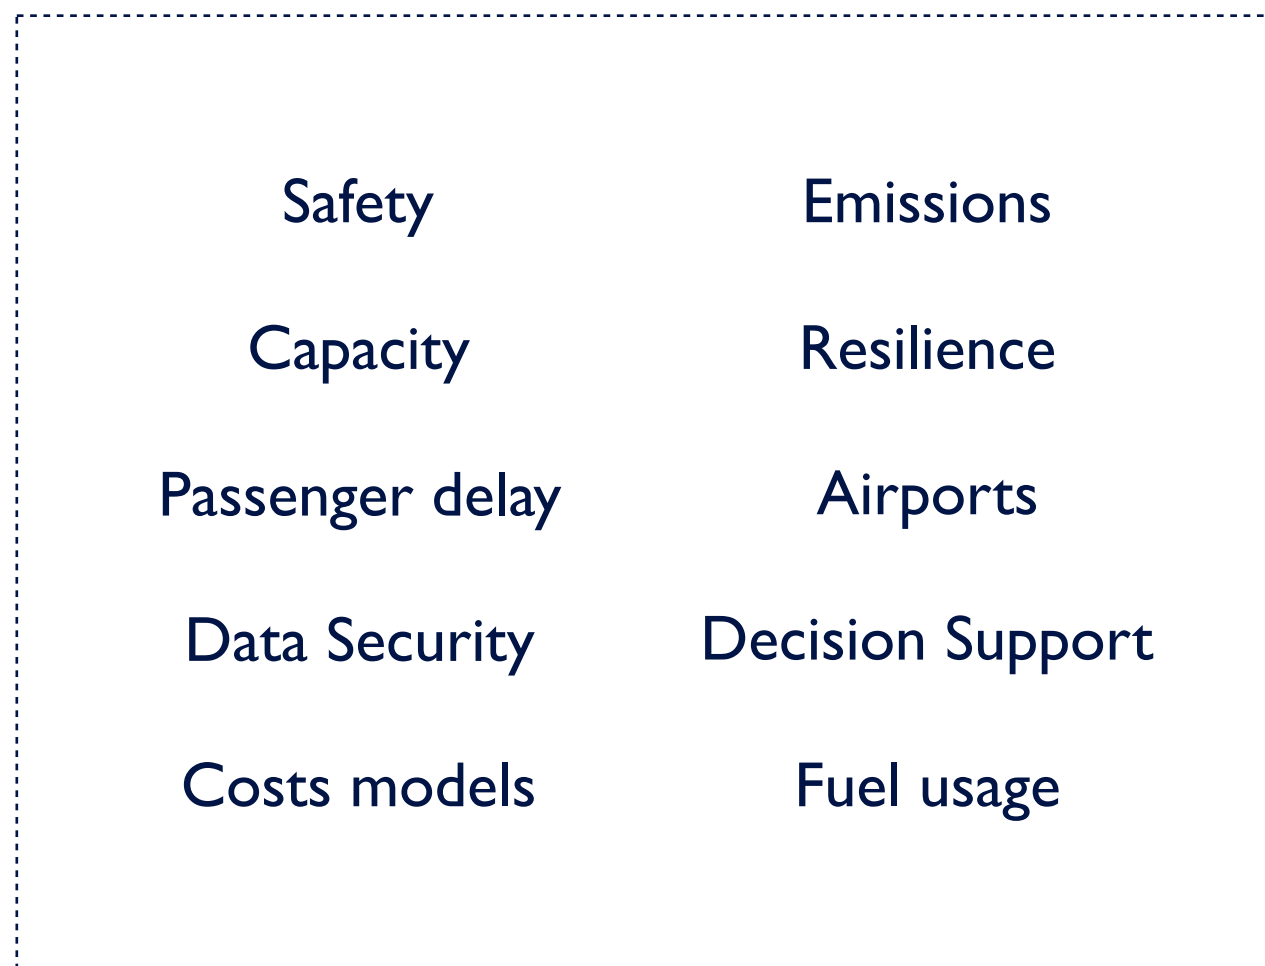 Safety
Emissions
Capacity
Resilience
Passenger delay
Airports
Data Security
Decision Support
Costs models
Fuel usage